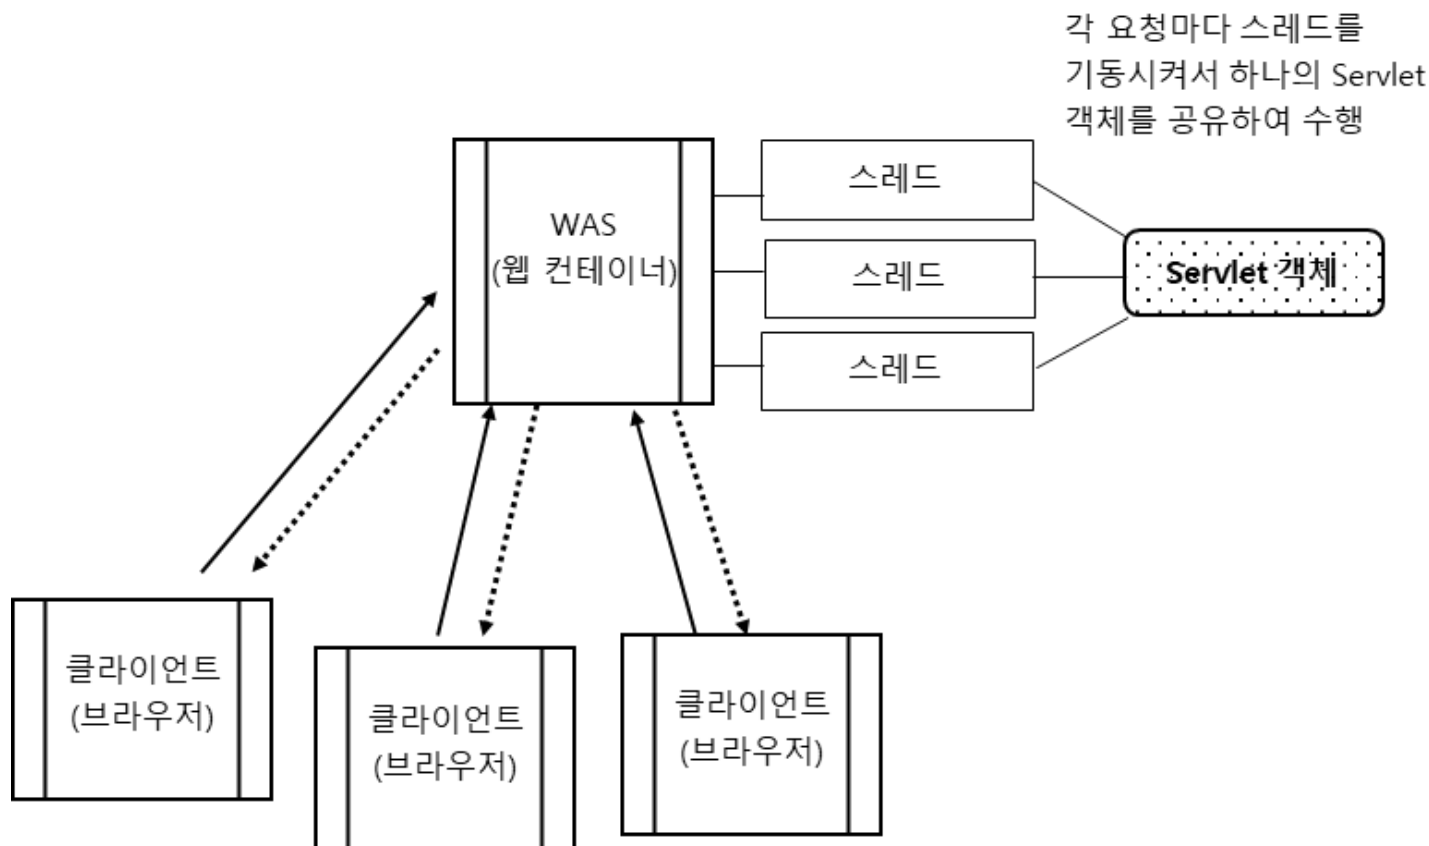 각 요청마다 스레드를
기동시켜서 하나의 Servlet
객체를 공유하여 수행
WAS
(웹 컨테이너)
스레드
스레드
스레드
Servlet 객체
클라이언트
(브라우저)
클라이언트
(브라우저)
클라이언트
(브라우저)